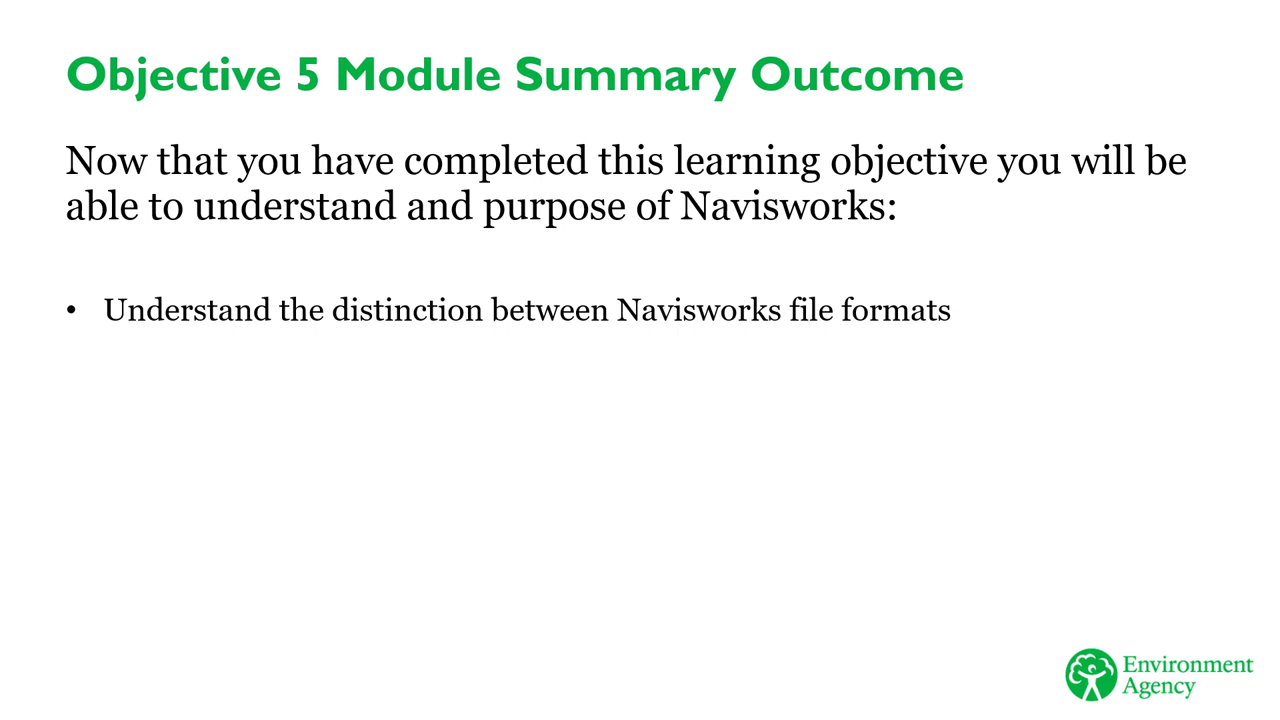 Objective 5 Module Summary Outcome
Now that you have completed this learning objective you will be
able to understand and purpose of Navisworks:
• Understand the distinction between Navisworks file formats
Environment
Agency